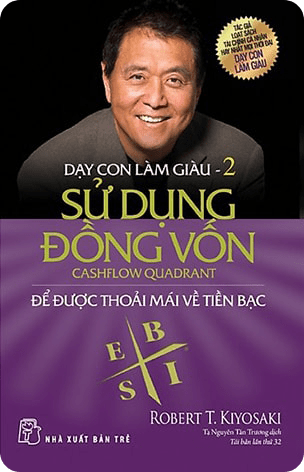 TÁC GIẢ
LOẠT SÁCH
TÀI CHÍNH CÁ NHÂN
HAY NHẤT MỌI THỜI ĐẠI
DẠY CON
LÀM GIÀU
DẠY CON LÀM GIÀU - 2
SỬ DỤNG
ĐỒNG VỐN
CASHFLOW QUADRANT
ĐỂ ĐƯỢC THOẢI MÁI VỀ TIỀN BẠC
E B
S I
ROBERT T. KIYOSAKI
Tạ Nguyễn Tấn Trương dịch
Tái bản lần thứ 32
NHÀ XUẤT BẢN TRẺ